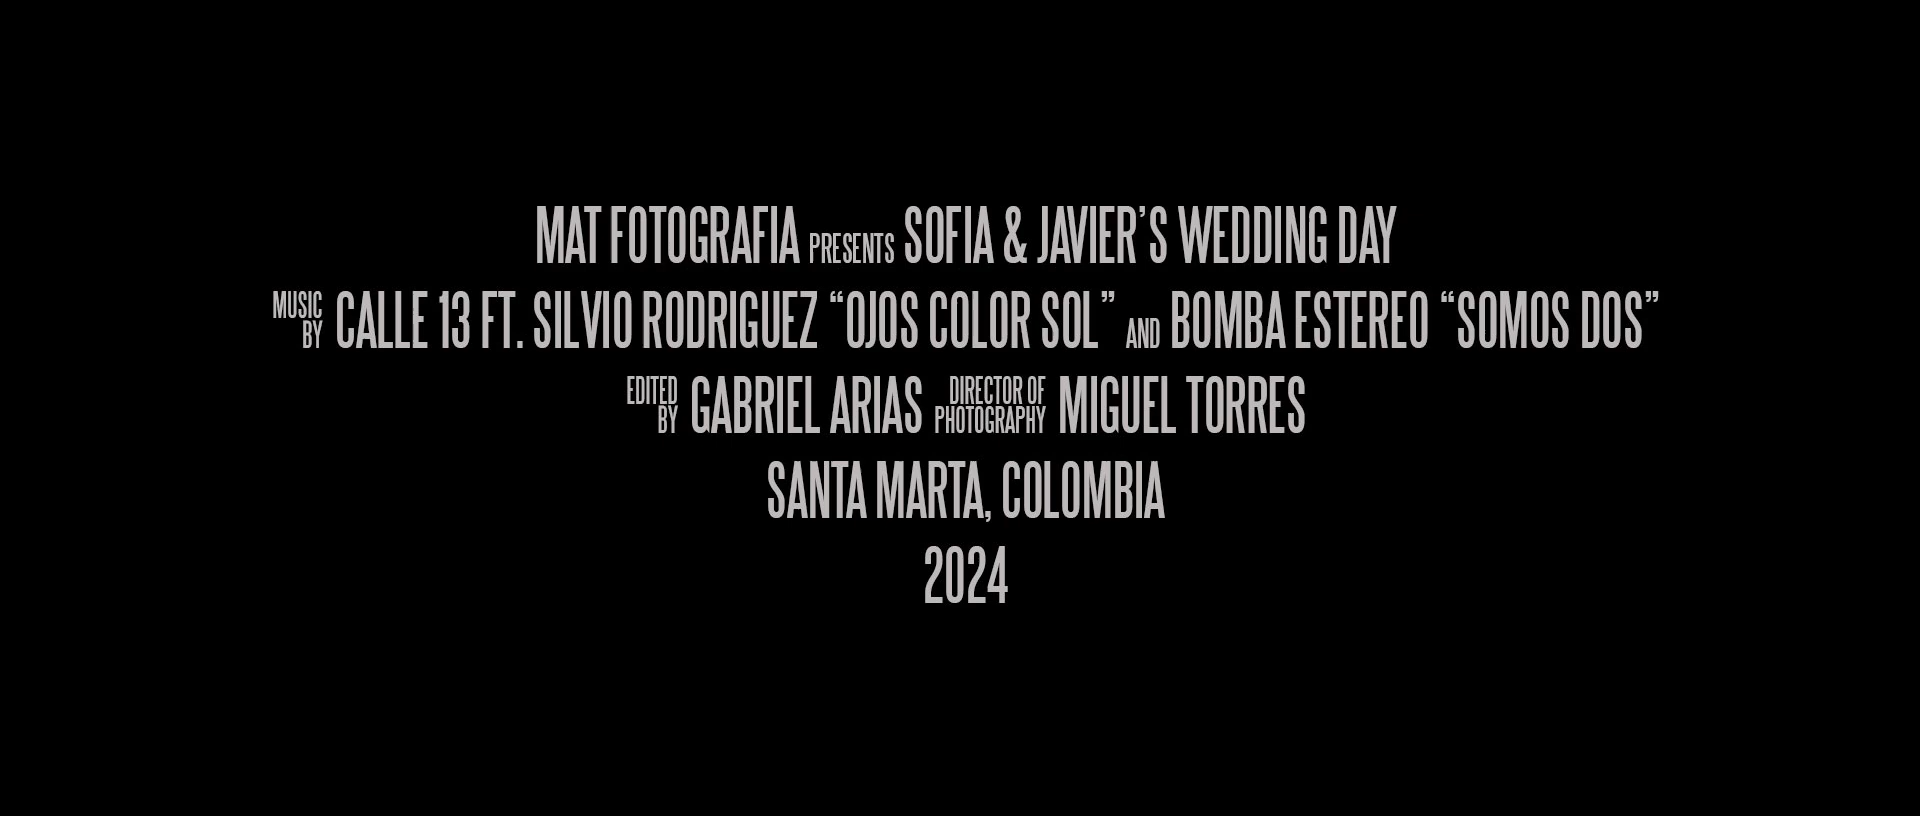 MAT FOTOGRAFIA PRESENTS SOFIA & JAVIER’S WEDDING DAY
MUSIC BY CALLE 13 FT. SILVIO RODRIGUEZ “OJOS COLOR SOL” AND BOMBA ESTEREO “SOMOS DOS”
EDITED BY GABRIEL ARIAS DIRECTOR OF PHOTOGRAPHY MIGUEL TORRES
SANTA MARTA, COLOMBIA
2024